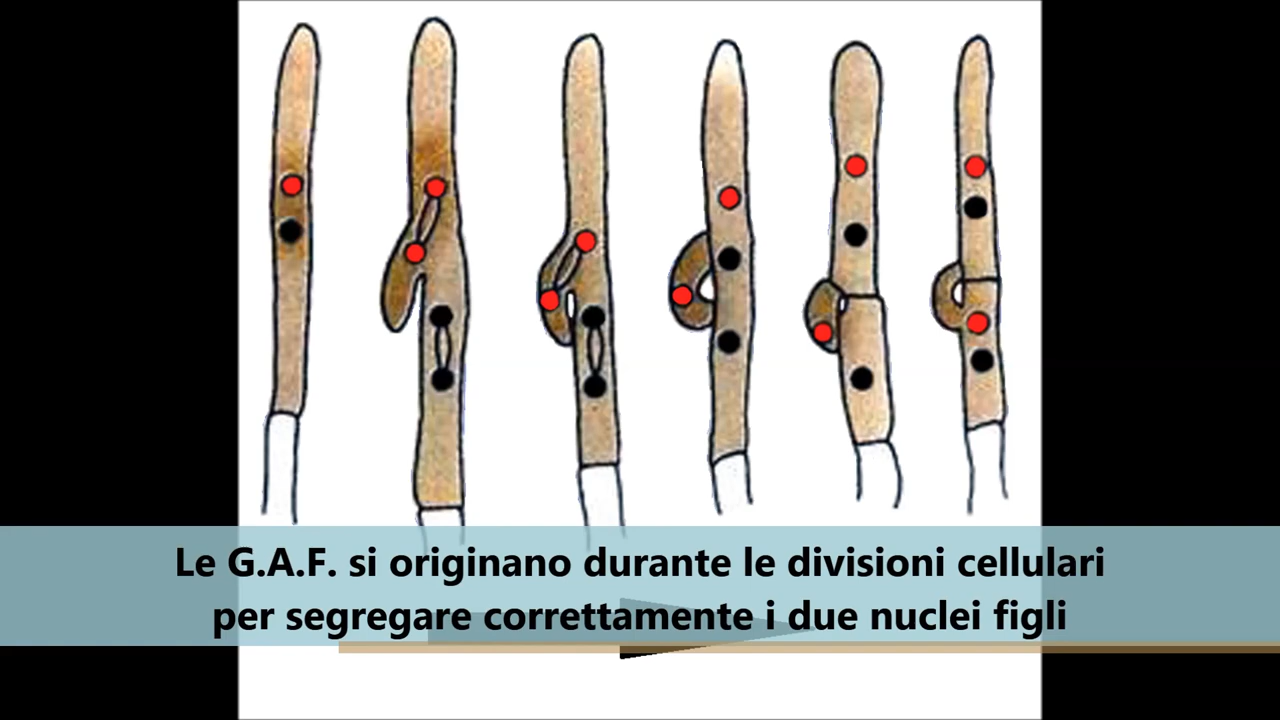 Le G.A.F. si originano durante le divisioni cellulari
per segregare correttamente i due nuclei figli